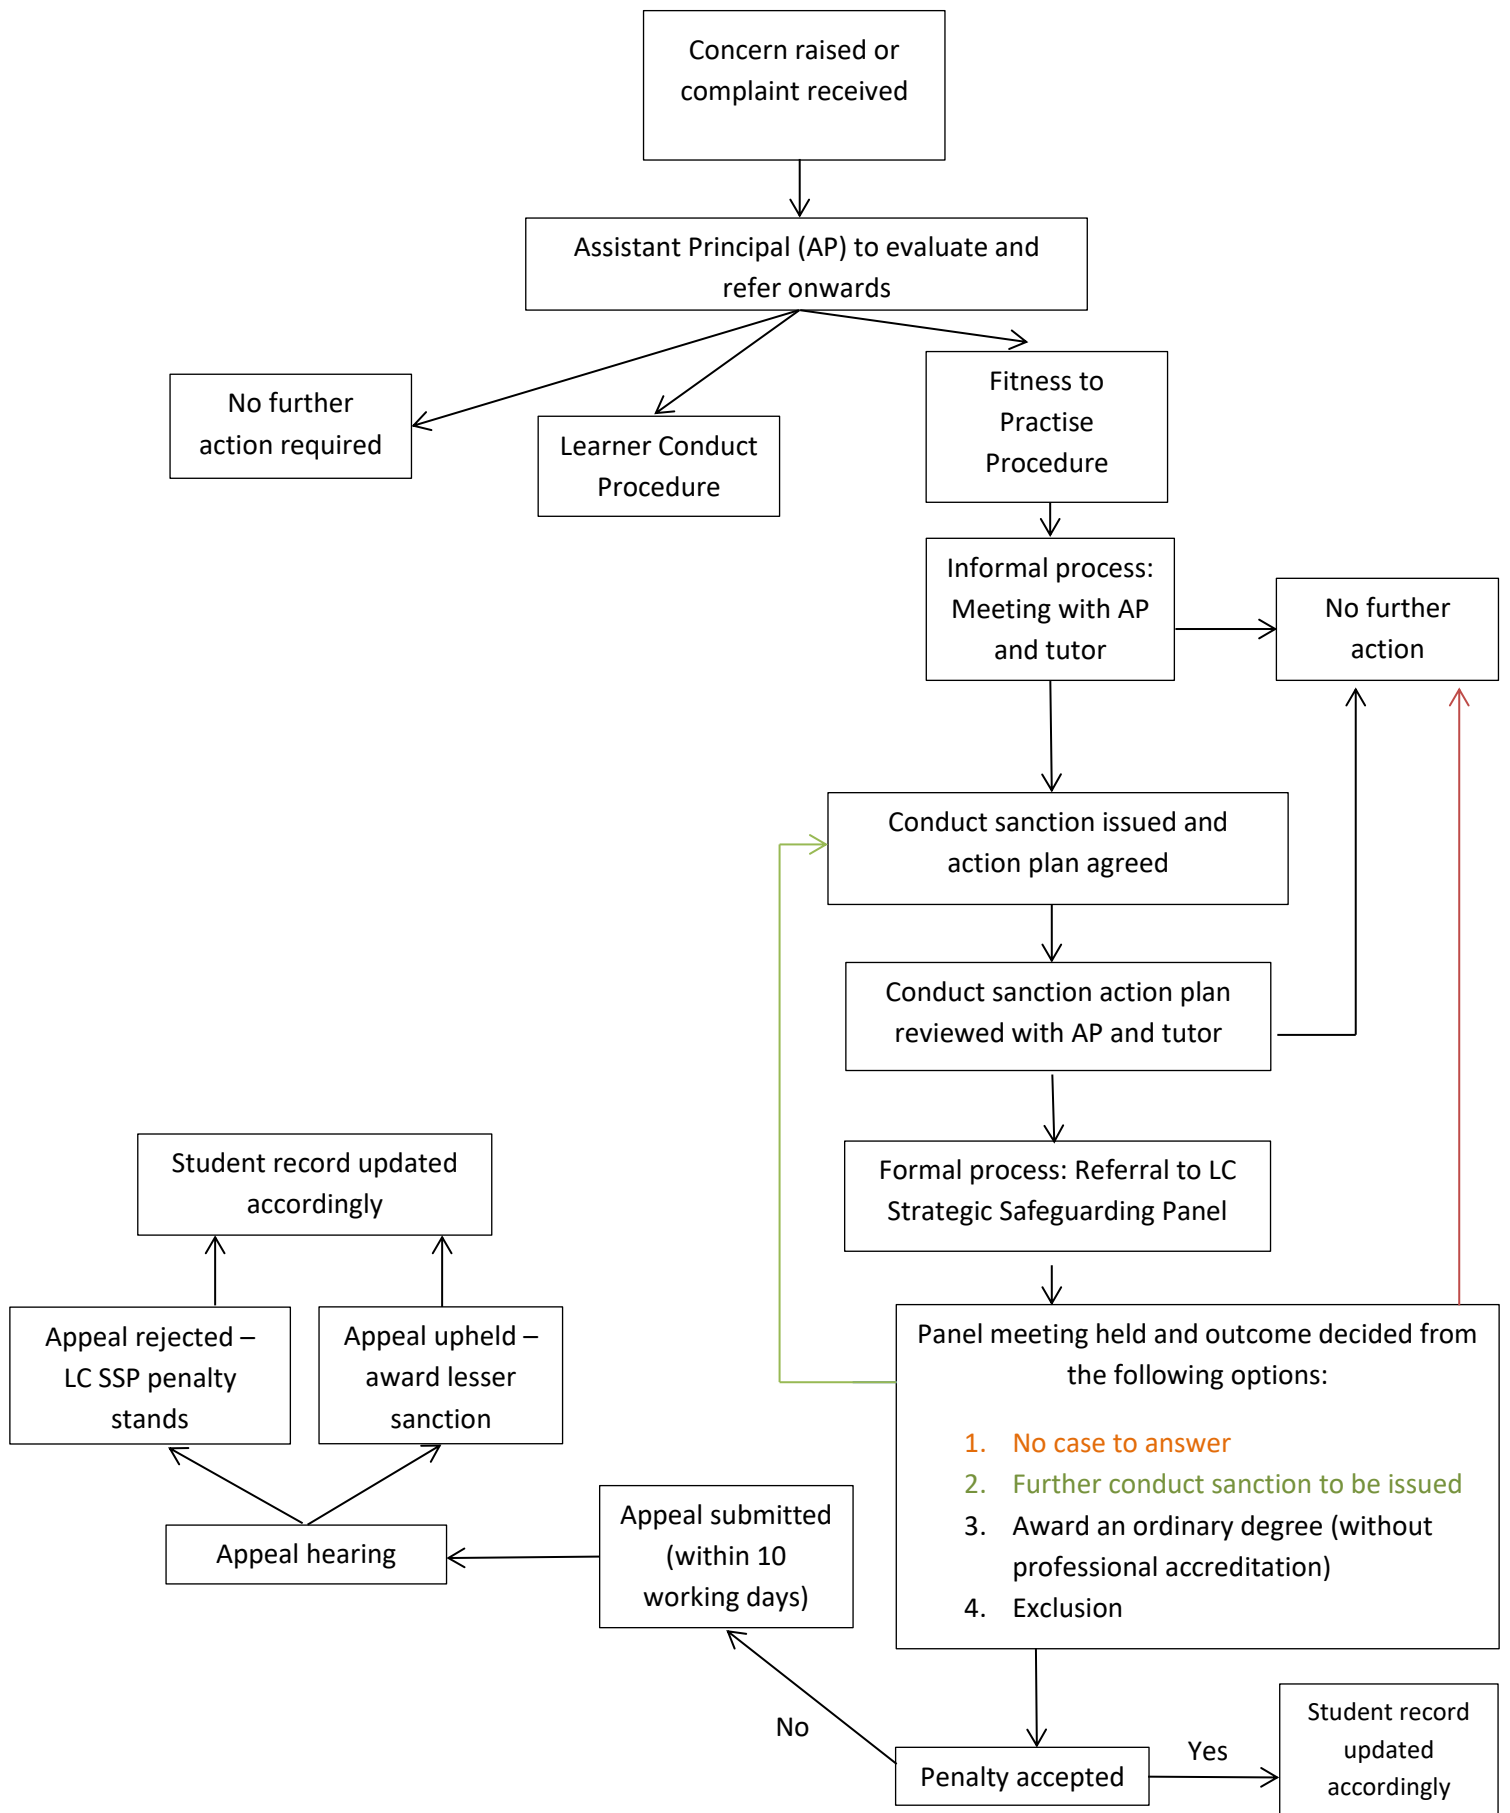 Concern raised or
complaint received
Assistant Principal (AP) to evaluate and
refer onwards
No further
action required
Learner Conduct
Procedure
Fitness to
Practise
Procedure
Informal process:
Meeting with AP
and tutor
No further
action
Conduct sanction issued and
action plan agreed
Conduct sanction action plan
reviewed with AP and tutor
Formal process: Referral to LC
Strategic Safeguarding Panel
Panel meeting held and outcome decided from
the following options:
1. No case to answer
2. Further conduct sanction to be issued
3. Award an ordinary degree (without
professional accreditation)
4. Exclusion
Penalty accepted
Yes
Student record
updated
accordingly
No
Appeal submitted
(within 10
working days)
Appeal hearing
Appeal rejected –
LC SSP penalty
stands
Appeal upheld –
award lesser
sanction
Student record updated
accordingly